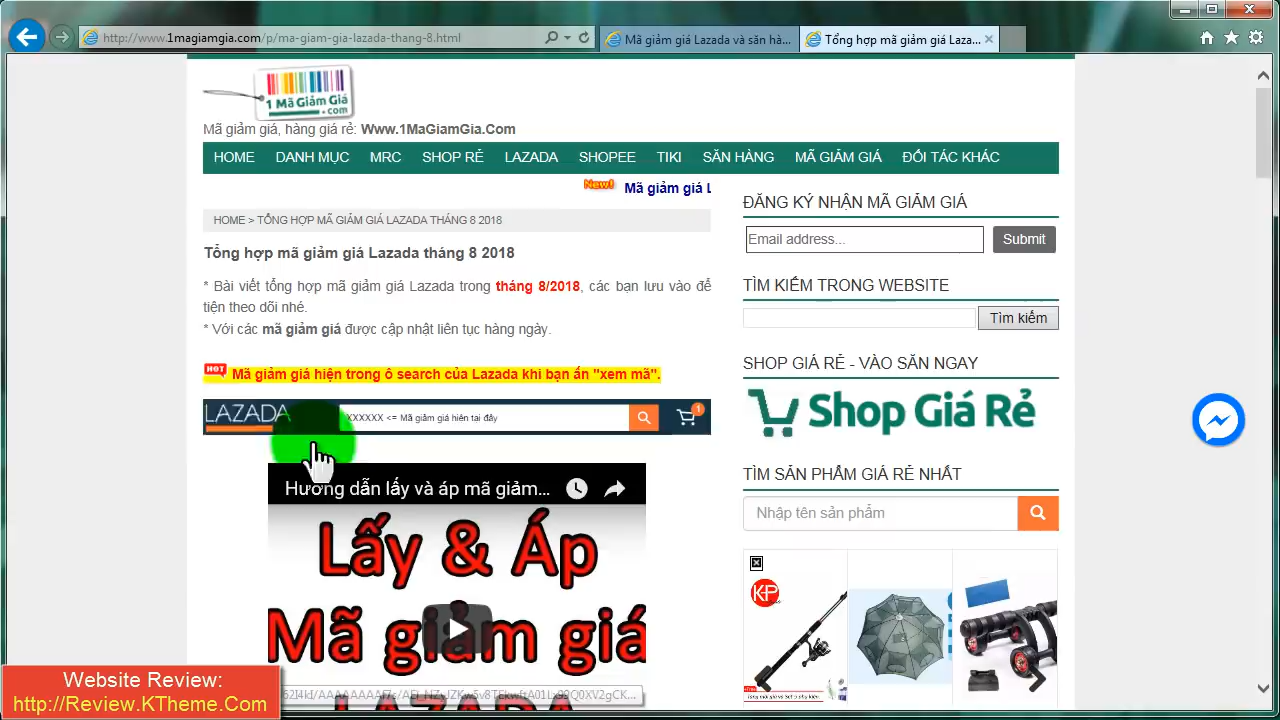 http://www.1magiamgia.com/p/ma-giam-gia-lazada-thang-8.html
Mã giảm giá Lazada và săn hà...
Tổng hợp mã giảm giá Laza...
1 Mã Giảm Giá
.com
Mã giảm giá, hàng giá rẻ: Www.1MaGiamGia.Com
HOME DANH MỤC MRC SHOP RẺ LAZADA SHOPEE TIKI SĂN HÀNG MÃ GIẢM GIÁ ĐỐI TÁC KHÁC
New! Mã giảm giá L
HOME > TỔNG HỢP MÃ GIẢM GIÁ LAZADA THÁNG 8 2018
Tổng hợp mã giảm giá Lazada tháng 8 2018
* Bài viết tổng hợp mã giảm giá Lazada trong tháng 8/2018, các bạn lưu vào để
tiện theo dõi nhé.
* Với các mã giảm giá được cập nhật liên tục hàng ngày.
HOT Mã giảm giá hiện trong ô search của Lazada khi bạn ấn "xem mã".
LAZADA XXXXXX <= Mã giảm giá hiện tại đây 1
Hướng dẫn lấy và áp mã giảm...
Lấy & Áp
Mã giảm giá
LAZADA
ĐĂNG KÝ NHẬN MÃ GIẢM GIÁ
Email address... Submit
TÌM KIẾM TRONG WEBSITE
Tìm kiếm
SHOP GIÁ RẺ - VÀO SĂN NGAY
Shop Giá Rẻ
TÌM SẢN PHẨM GIÁ RẺ NHẤT
Nhập tên sản phẩm
KP
Website Review:
http://Review.KTheme.Com